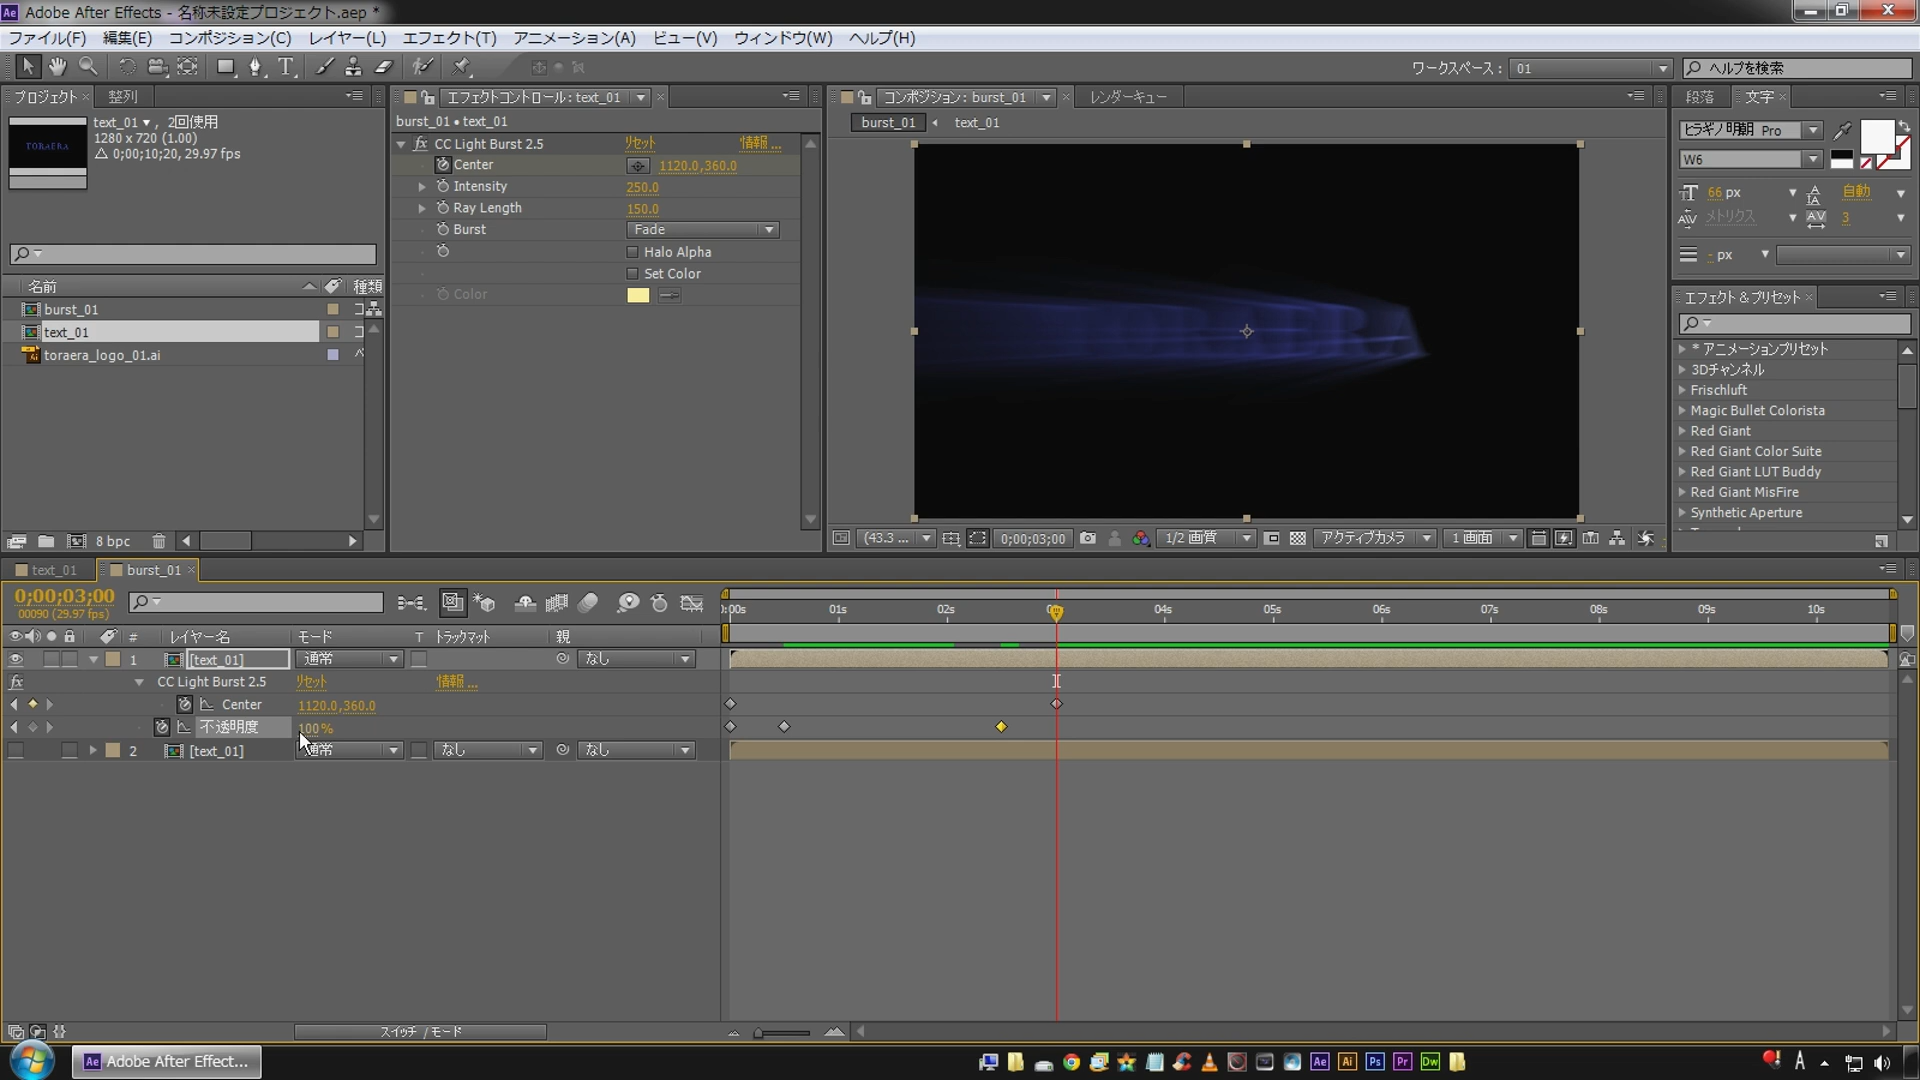 Adobe After Effects - 名称未設定プロジェクト.aep *
ファイル(F) 編集(E) コンポジション(C) レイヤー(L) エフェクト(T) アニメーション(A) ビュー(V) ウィンドウ(W) ヘルプ(H)
ワークスペース: 01 ヘルプを検索
プロジェクト 整列
text_01 , 2回使用
1280 x 720 (1.00)
Δ 0;00;10;20, 29.97 fps
TORAERA
名前 種類
burst_01
text_01
toraera_logo_01.ai
8 bpc
エフェクトコントロール: text_01
burst_01 • text_01
fx CC Light Burst 2.5 リセット 情報 ...
Center 1120.0,360.0
Intensity 250.0
Ray Length 150.0
Burst Fade
Halo Alpha
Set Color
Color
コンポジション: burst_01 レンダーキュー
burst_01 text_01
(43.3 ... 0;00;03;00 1/2 画質 アクティブカメラ 1 画面
段落 文字
ヒラギノ明朝 Pro
W6
66 px 自動
メトリクス 3
- px
エフェクト&プリセット
* アニメーションプリセット
3Dチャンネル
Frischluft
Magic Bullet Colorista
Red Giant
Red Giant Color Suite
Red Giant LUT Buddy
Red Giant MisFire
Synthetic Aperture
text_01 burst_01
0;00;03;00
00090 (29.97 fps)
):00s 01s 02s 04s 05s 06s 07s 08s 09s 10s
# レイヤー名 モード T トラックマット 親
1 [text_01] 通常 なし
fx CC Light Burst 2.5 リセット 情報 ...
Center 1120.0,360.0
不透明度 100%
2 [text_01] 通常 なし なし
スイッチ / モード
Ae Adobe After Effect...
Ae Ai Ps Pr Dw A